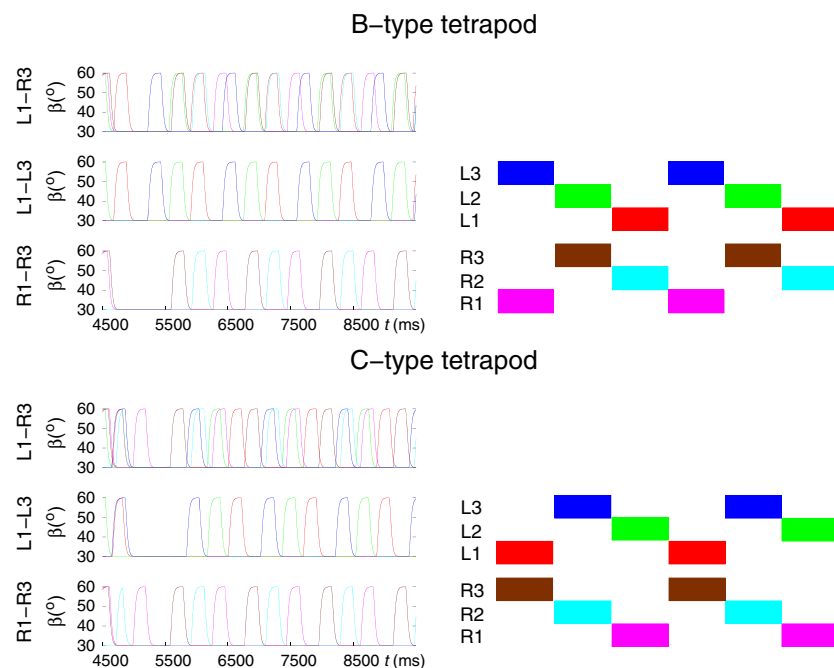 B−type tetrapod
L1−R3
β(°)
60
50
40
30
L1−L3
β(°)
60
50
40
30
R1−R3
β(°)
60
50
40
30
4500 5500 6500 7500 8500 t (ms)
L3
L2
L1
R3
R2
R1
C−type tetrapod
L1−R3
β(°)
60
50
40
30
L1−L3
β(°)
60
50
40
30
R1−R3
β(°)
60
50
40
30
4500 5500 6500 7500 8500 t (ms)
L3
L2
L1
R3
R2
R1